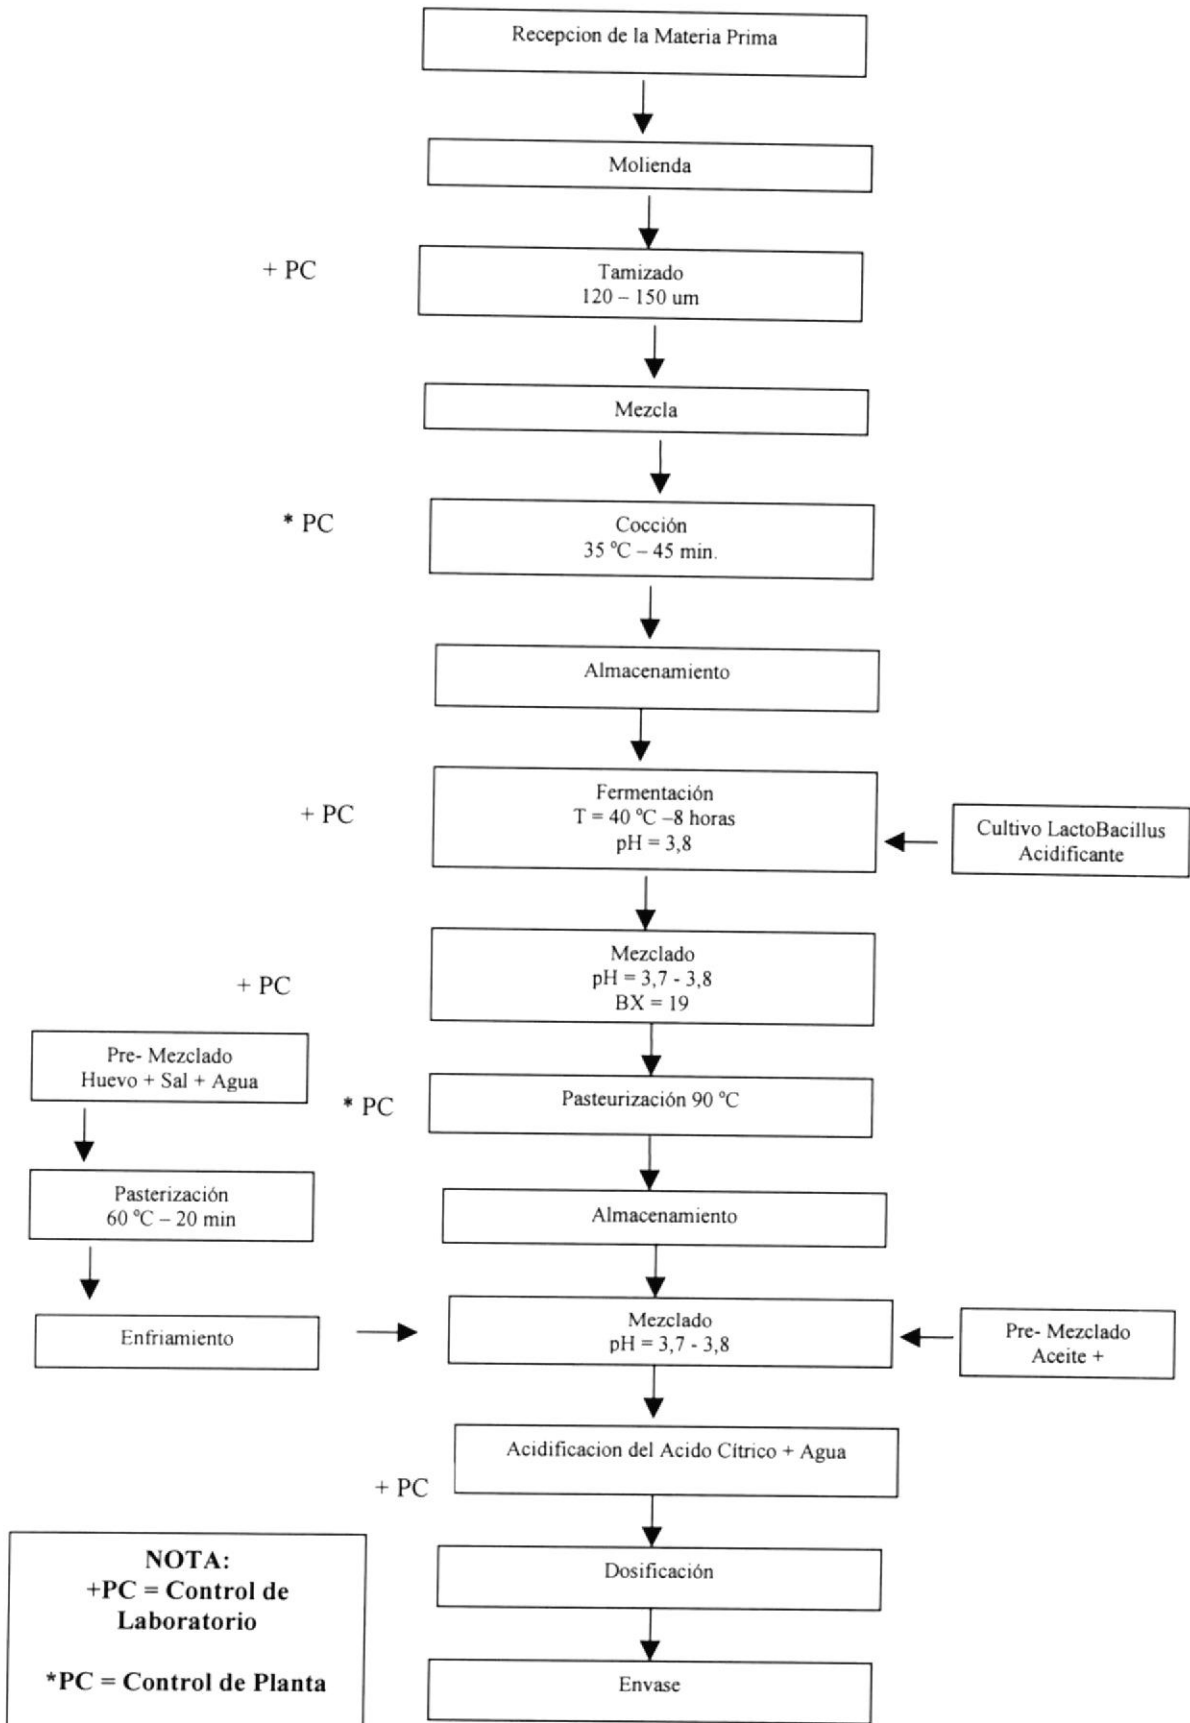 Recepcion de la Materia Prima
Molienda
+ PC
Tamizado
120 – 150 um
Mezcla
* PC
Cocción
35 ºC – 45 min.
Almacenamiento
+ PC
Fermentación
T = 40 ºC –8 horas
pH = 3,8
Cultivo LactoBacillus
Acidificante
+ PC
Mezclado
pH = 3,7 - 3,8
BX = 19
Pre- Mezclado
Huevo + Sal + Agua
* PC
Pasteurización 90 ºC
Pasterización
60 ºC – 20 min
Almacenamiento
Enfriamiento
Mezclado
pH = 3,7 - 3,8
Pre- Mezclado
Aceite +
Acidificacion del Acido Cítrico + Agua
+ PC
Dosificación
Envase
NOTA:
+PC = Control de
Laboratorio
*PC = Control de Planta